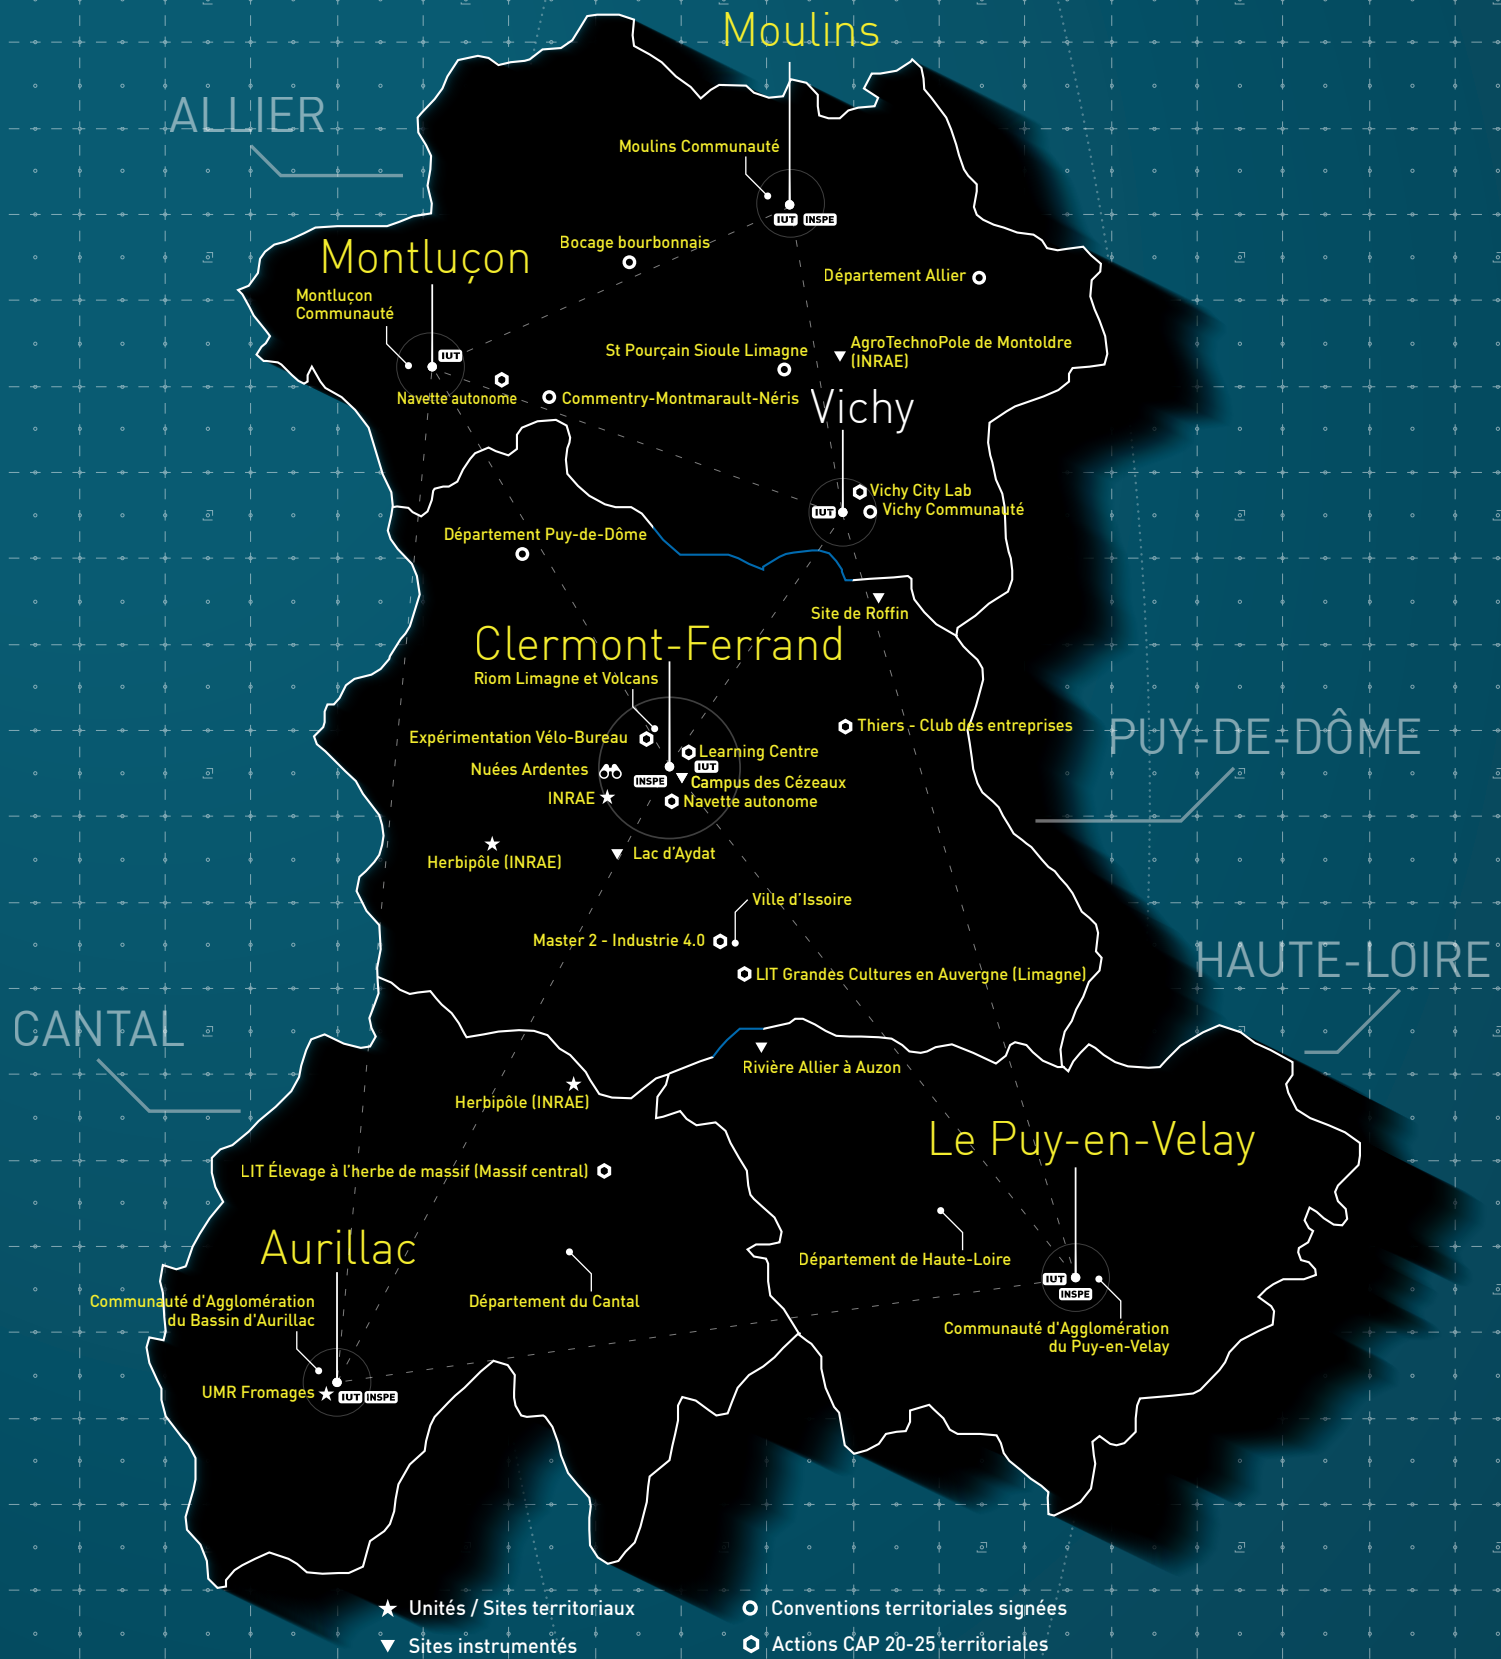 Moulins
ALLIER
Moulins Communauté
IUT INSPE
Bocage bourbonnais
Montluçon
Département Allier
Montluçon
Communauté
IUT
St Pourçain Sioule Limagne
AgroTechnoPole de Montoldre
(INRAE)
Navette autonome
Commentry-Montmarault-Néris
Vichy
Vichy City Lab
IUT
Vichy Communauté
Département Puy-de-Dôme
Site de Roffin
Clermont-Ferrand
Riom Limagne et Volcans
Thiers - Club des entreprises
PUY-DE-DÔME
Expérimentation Vélo-Bureau
Learning Centre
Nuées Ardentes
IUT
INSPE
Campus des Cézeaux
INRAE
Navette autonome
Herbipôle (INRAE)
Lac d'Aydat
Ville d'Issoire
Master 2 - Industrie 4.0
HAUTE-LOIRE
LIT Grandes Cultures en Auvergne (Limagne)
CANTAL
Rivière Allier à Auzon
Herbipôle (INRAE)
Le Puy-en-Velay
LIT Élevage à l'herbe de massif (Massif central)
Aurillac
Département de Haute-Loire
IUT
INSPE
Communauté d'Agglomération
du Bassin d'Aurillac
Département du Cantal
Communauté d'Agglomération
du Puy-en-Velay
UMR Fromages
IUT INSPE
Unités / Sites territoriaux
Conventions territoriales signées
Sites instrumentés
Actions CAP 20-25 territoriales